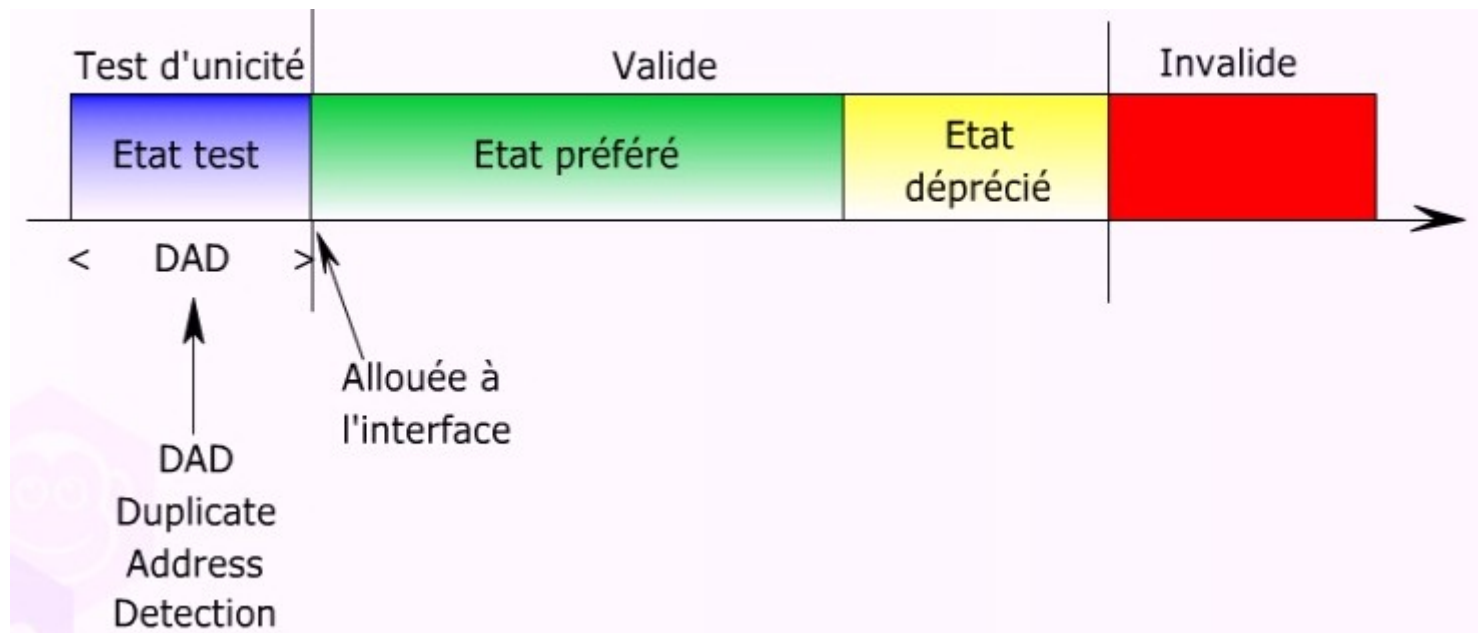 Test d'unicité
Valide
Invalide
Etat test
Etat préféré
Etat
déprécié
< DAD >
Allouée à
l'interface
DAD
Duplicate
Address
Detection